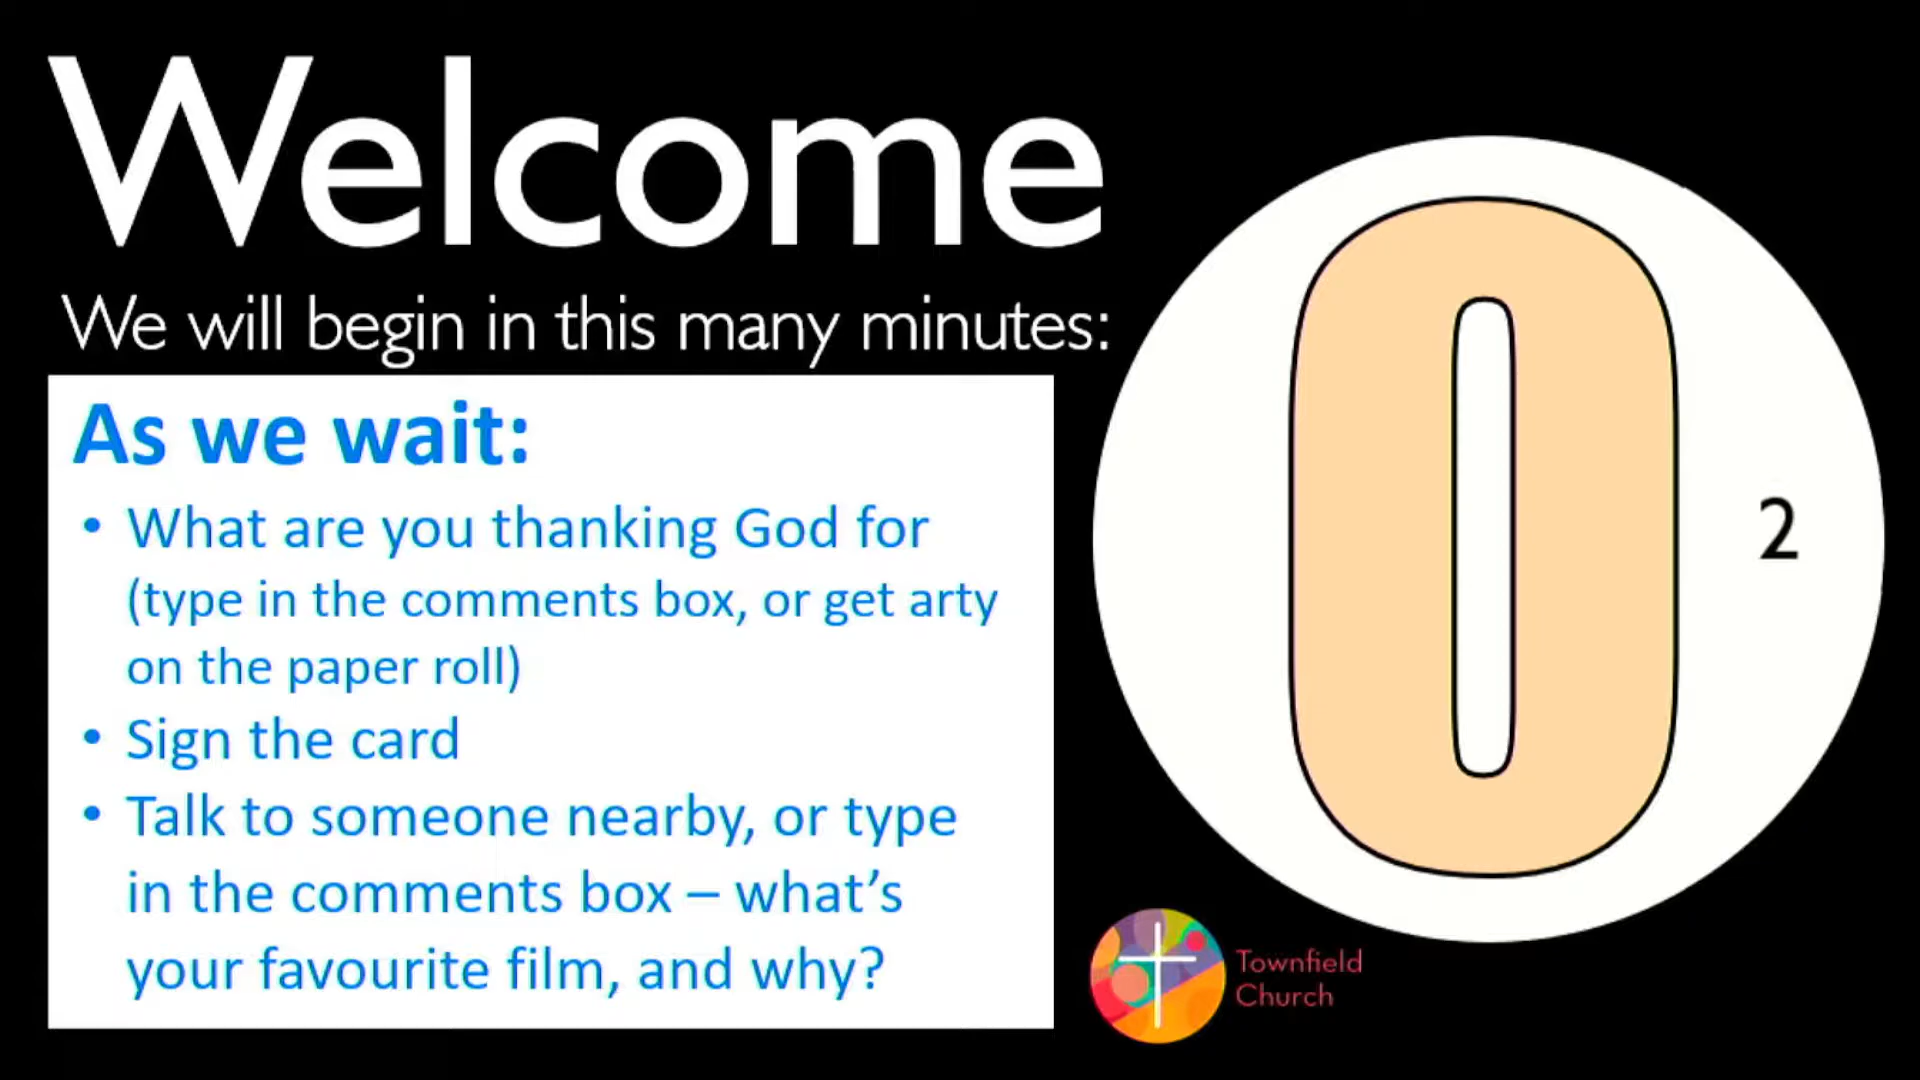 Welcome
We will begin in this many minutes:
0
2
As we wait:
• What are you thanking God for
(type in the comments box, or get arty
on the paper roll)
• Sign the card
• Talk to someone nearby, or type
in the comments box – what’s
your favourite film, and why?
Townfield
Church